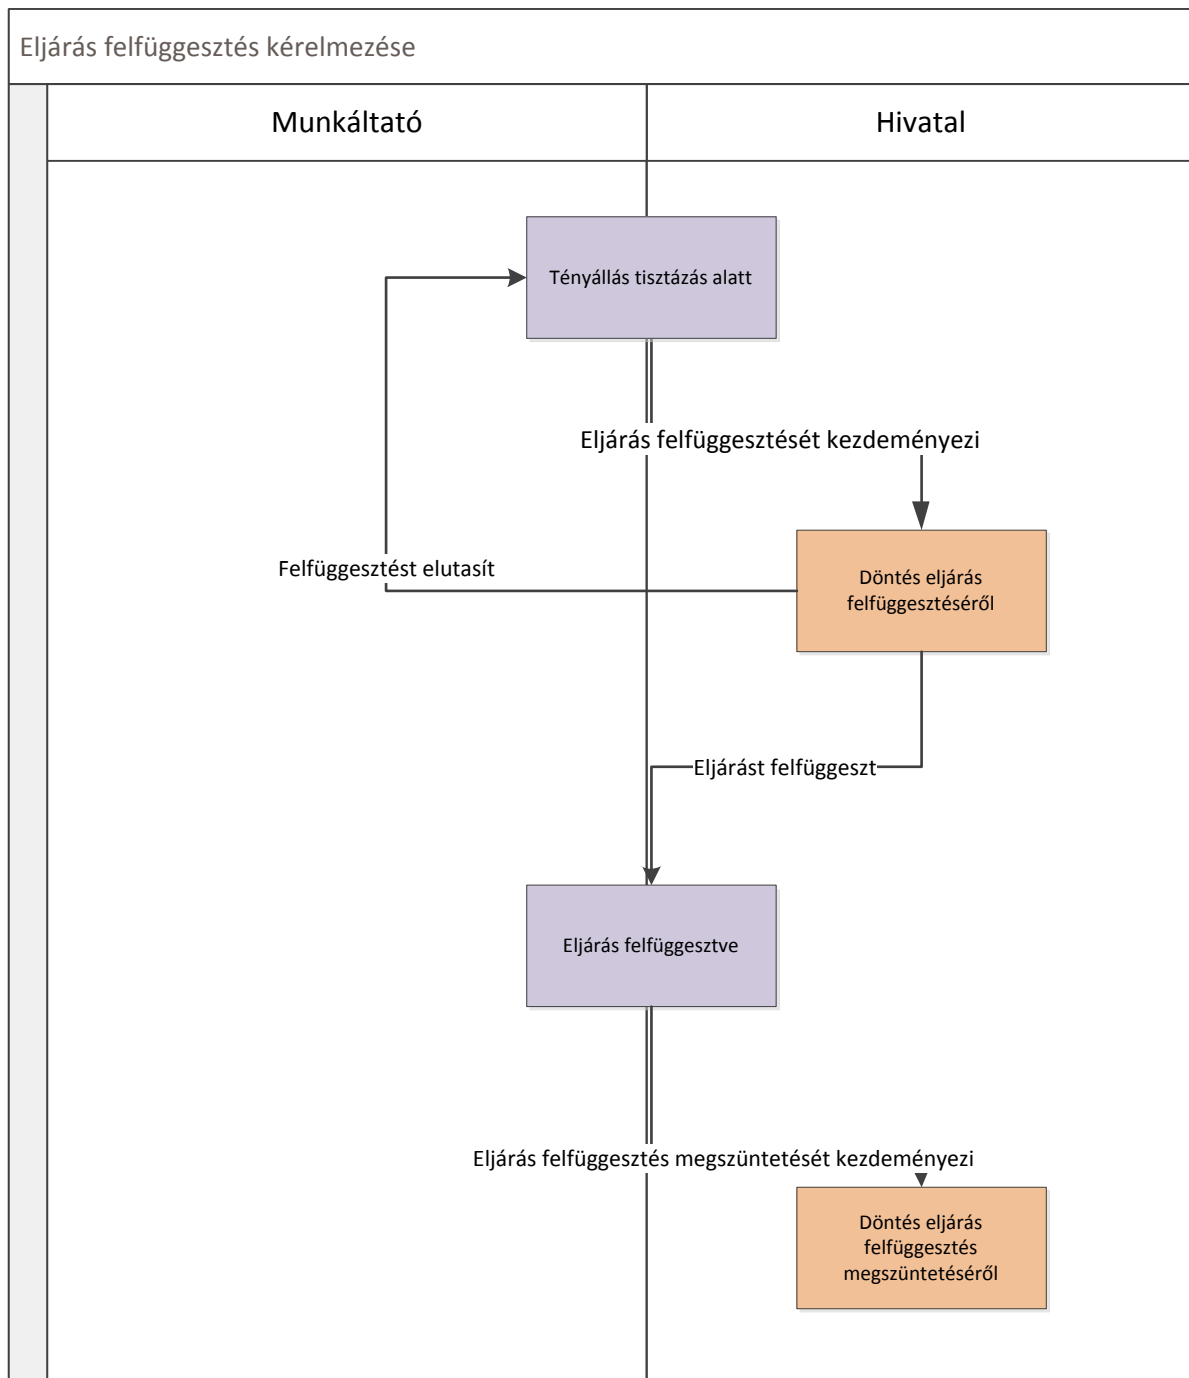 Eljárás felfüggesztés kérelmezése
Munkáltató
Hivatal
Tényállás tisztázás alatt
Eljárás felfüggesztését kezdeményezi
Felfüggesztést elutasít
Döntés eljárás
felfüggesztéséről
Eljárást felfüggeszt
Eljárás felfüggesztve
Eljárás felfüggesztés megszüntetését kezdeményezi
Döntés eljárás
felfüggesztés
megszüntetéséről